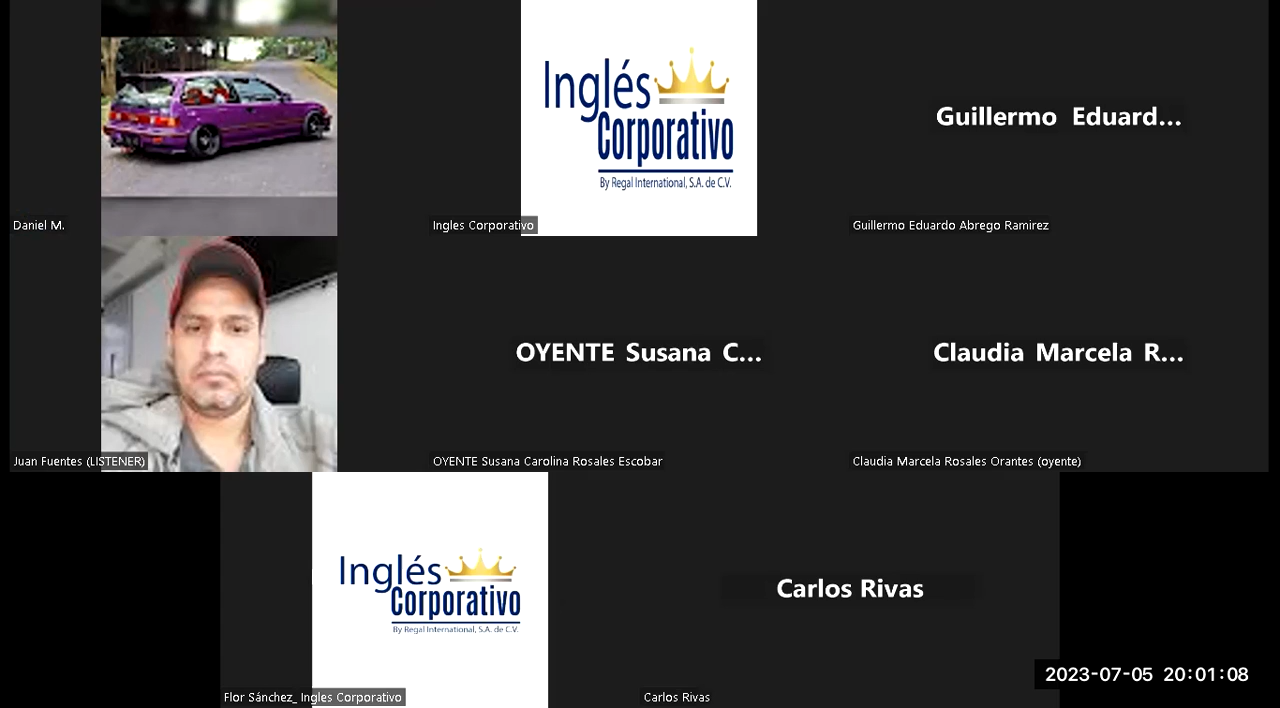 Daniel M.
Inglés
Corporativo
By Regal International, S.A. de C.V.
Ingles Corporativo
Guillermo Eduard...
Guillermo Eduardo Abrego Ramirez
Juan Fuentes (LISTENER)
OYENTE Susana C...
OYENTE Susana Carolina Rosales Escobar
Claudia Marcela R...
Claudia Marcela Rosales Orantes (oyente)
Inglés
Corporativo
By Regal International, S.A. de C.V.
Flor Sánchez_ Ingles Corporativo
Carlos Rivas
Carlos Rivas
2023-07-05 20:01:08